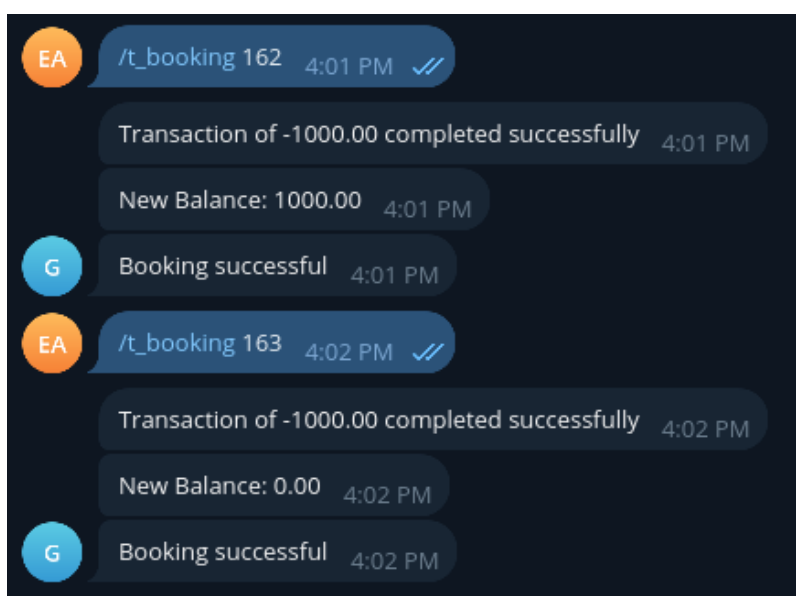 EA
/t_booking 162 4:01 PM
Transaction of -1000.00 completed successfully 4:01 PM
New Balance: 1000.00 4:01 PM
G
Booking successful 4:01 PM
EA
/t_booking 163 4:02 PM
Transaction of -1000.00 completed successfully 4:02 PM
New Balance: 0.00 4:02 PM
G
Booking successful 4:02 PM